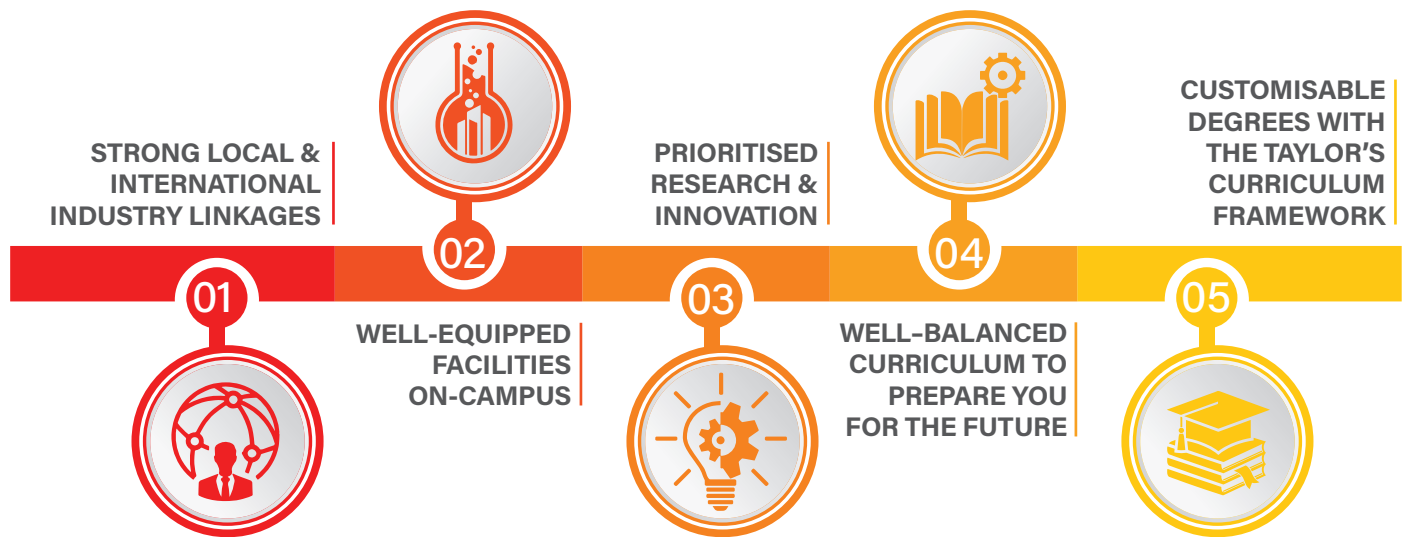 STRONG LOCAL &
INTERNATIONAL
INDUSTRY LINKAGES
01
02
WELL-EQUIPPED
FACILITIES
ON-CAMPUS
PRIORITISED
RESEARCH &
INNOVATION
03
04
WELL-BALANCED
CURRICULUM TO
PREPARE YOU
FOR THE FUTURE
CUSTOMISABLE
DEGREES WITH
THE TAYLOR'S
CURRICULUM
FRAMEWORK
05